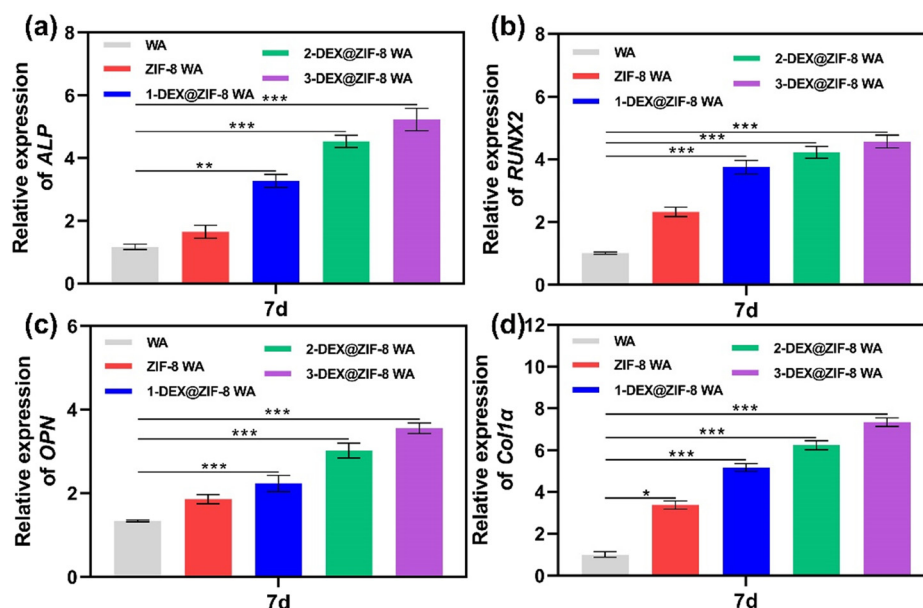 (a)
8
6
4
2
0
Relative expression
of ALP
WA
ZIF-8 WA
1-DEX@ZIF-8 WA
2-DEX@ZIF-8 WA
3-DEX@ZIF-8 WA
***
***
**
7d
(b)
8
6
4
2
0
Relative expression
of RUNX2
WA
ZIF-8 WA
1-DEX@ZIF-8 WA
2-DEX@ZIF-8 WA
3-DEX@ZIF-8 WA
***
***
***
7d
(c)
6
4
2
0
Relative expression
of OPN
WA
ZIF-8 WA
1-DEX@ZIF-8 WA
2-DEX@ZIF-8 WA
3-DEX@ZIF-8 WA
***
***
***
7d
(d)
12
10
8
6
4
2
0
Relative expression
of Col1α
WA
ZIF-8 WA
1-DEX@ZIF-8 WA
2-DEX@ZIF-8 WA
3-DEX@ZIF-8 WA
***
***
***
*
7d